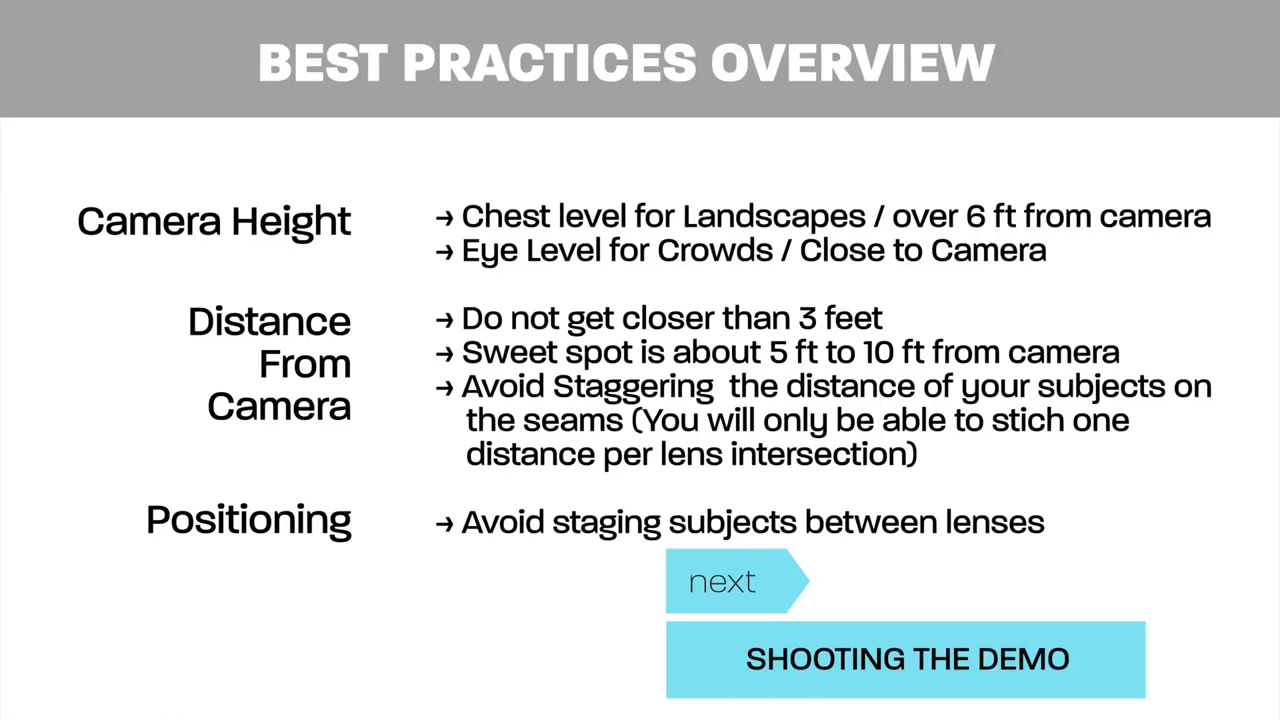 BEST PRACTICES OVERVIEW
Camera Height
→ Chest level for Landscapes / over 6 ft from camera
→ Eye Level for Crowds / Close to Camera
Distance
From
Camera
→ Do not get closer than 3 feet
→ Sweet spot is about 5 ft to 10 ft from camera
→ Avoid Staggering the distance of your subjects on
the seams (You will only be able to stich one
distance per lens intersection)
Positioning
→ Avoid staging subjects between lenses
next
SHOOTING THE DEMO